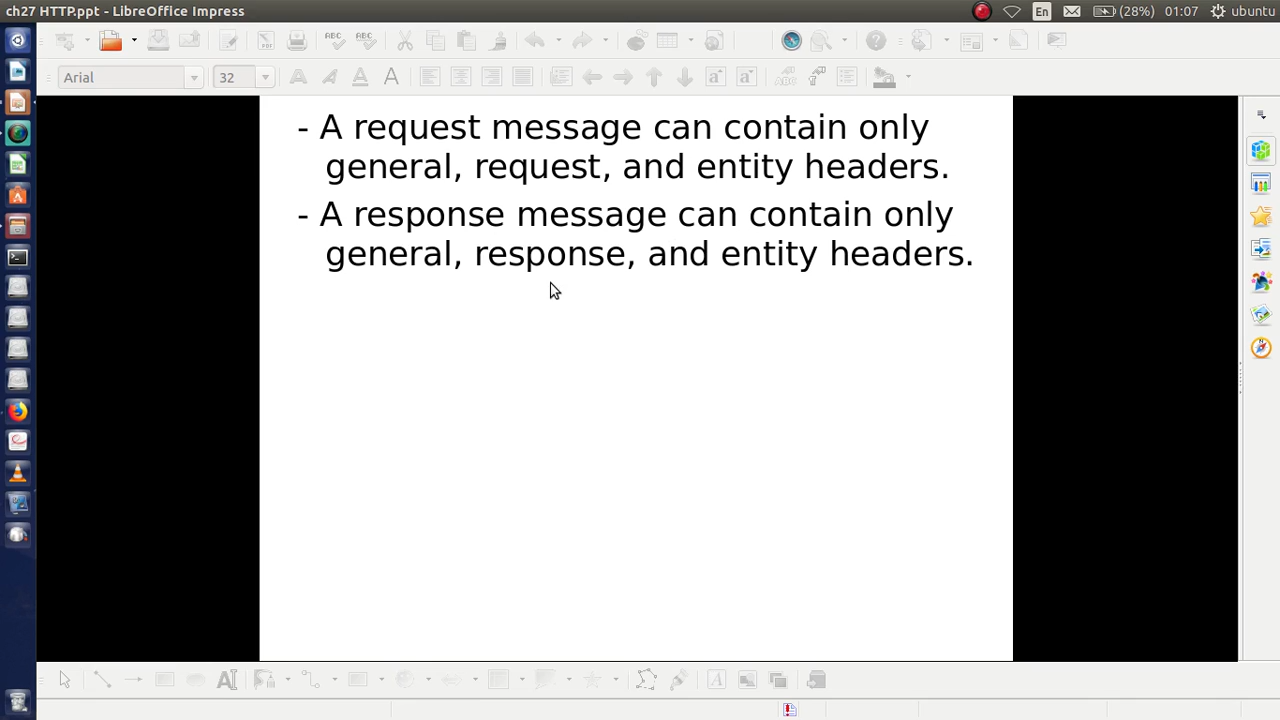 ch27 HTTP.ppt - LibreOffice Impress
En
(28%)
01:07
ubuntu
Arial
32
- A request message can contain only
general, request, and entity headers.
- A response message can contain only
general, response, and entity headers.